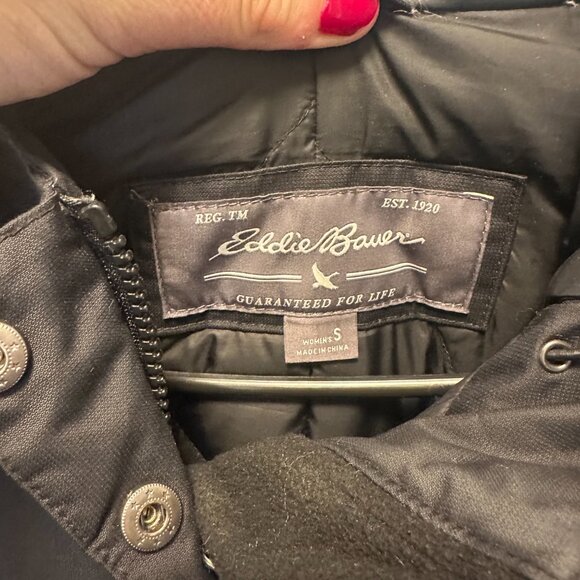 REG. TM EST. 1920
Eddie Bauer
GUARANTEED FOR LIFE
WOMEN'S S
MADE IN CHINA